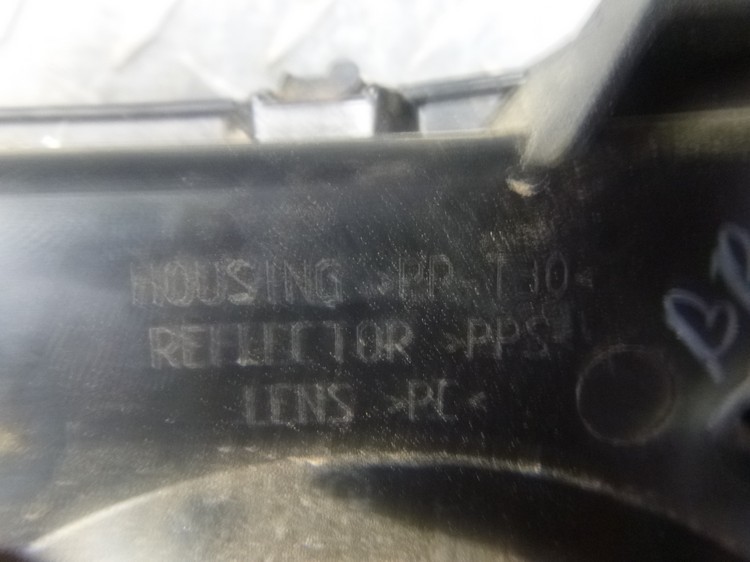 HOUSING >PP-T30<
REFLECTOR >PPS<
LENS >PC<